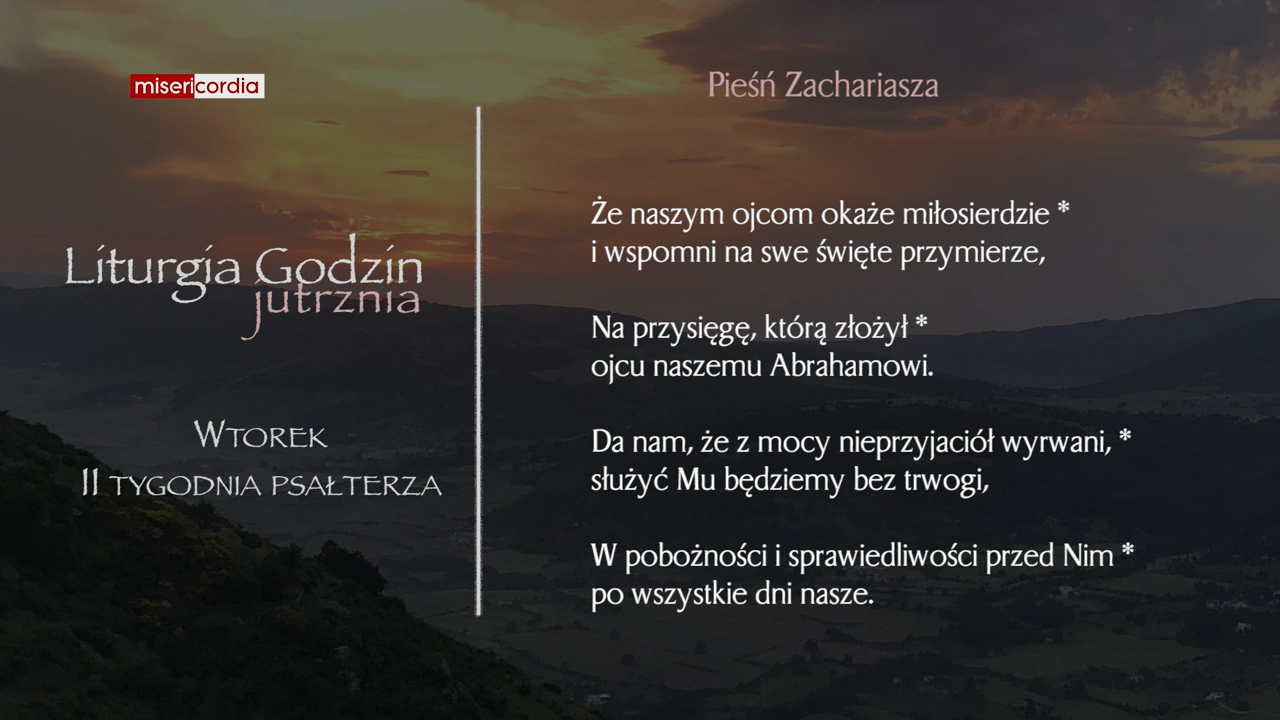 misericordia
Liturgia Godzin
jutrznia
Wtorek
II tygodnia psałterza
Pieśń Zachariasza
Że naszym ojcom okaże miłosierdzie *
i wspomni na swe święte przymierze,
Na przysięgę, którą złożył *
ojcu naszemu Abrahamowi.
Da nam, że z mocy nieprzyjaciół wyrwani, *
służyć Mu będziemy bez trwogi,
W pobożności i sprawiedliwości przed Nim *
po wszystkie dni nasze.